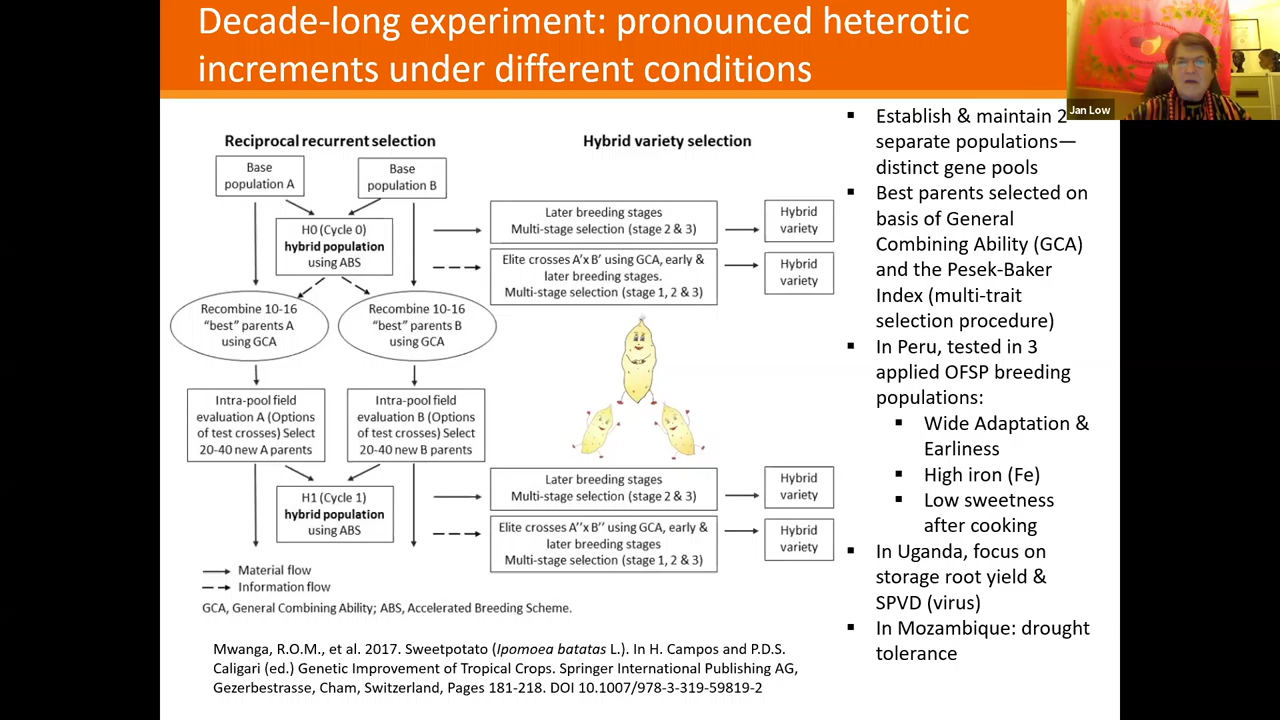 Decade-long experiment: pronounced heterotic
increments under different conditions
Jan Low
Reciprocal recurrent selection
Hybrid variety selection
Base
population A
Base
population B
H0 (Cycle 0)
hybrid population
using ABS
Later breeding stages
Multi-stage selection (stage 2 & 3)
Hybrid
variety
Elite crosses A’x B’ using GCA, early &
later breeding stages.
Multi-stage selection (stage 1, 2 & 3)
Hybrid
variety
Recombine 10-16
“best” parents A
using GCA
Recombine 10-16
“best” parents B
using GCA
Intra-pool field
evaluation A (Options
of test crosses) Select
20-40 new A parents
Intra-pool field
evaluation B (Options
of test crosses) Select
20-40 new B parents
H1 (Cycle 1)
hybrid population
using ABS
Later breeding stages
Multi-stage selection (stage 2 & 3)
Hybrid
variety
Elite crosses A’’x B’’ using GCA, early &
later breeding stages
Multi-stage selection (stage 1, 2 & 3)
Hybrid
variety
Material flow
Information flow
GCA, General Combining Ability; ABS, Accelerated Breeding Scheme.
Mwanga, R.O.M., et al. 2017. Sweetpotato (Ipomoea batatas L.). In H. Campos and P.D.S.
Caligari (ed.) Genetic Improvement of Tropical Crops. Springer International Publishing AG,
Gezerbestrasse, Cham, Switzerland, Pages 181-218. DOI 10.1007/978-3-319-59819-2
▪ Establish & maintain 2
separate populations—
distinct gene pools
▪ Best parents selected on
basis of General
Combining Ability (GCA)
and the Pesek-Baker
Index (multi-trait
selection procedure)
▪ In Peru, tested in 3
applied OFSP breeding
populations:
▪ Wide Adaptation &
Earliness
▪ High iron (Fe)
▪ Low sweetness
after cooking
▪ In Uganda, focus on
storage root yield &
SPVD (virus)
▪ In Mozambique: drought
tolerance